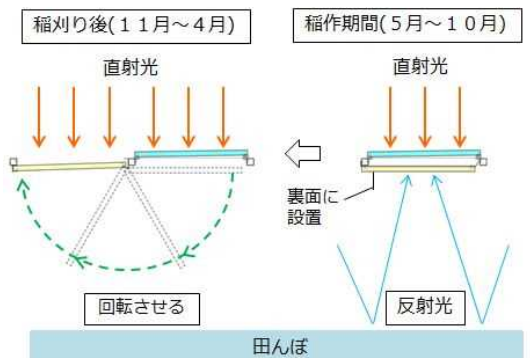 稲刈り後(11月～4月)
稲作期間(5月～10月)
直射光
直射光
裏面に
設置
回転させる
反射光
田んぼ